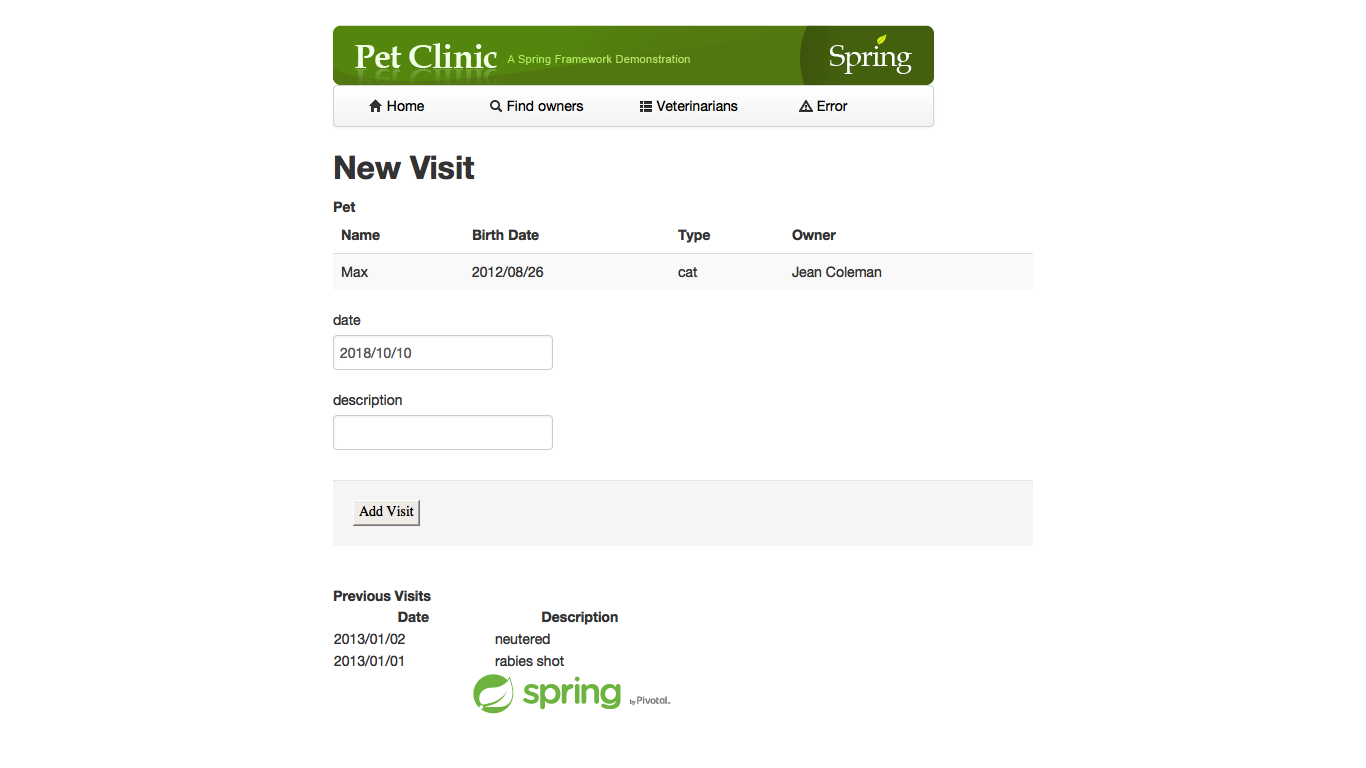 Pet Clinic A Spring Framework Demonstration Spring
Home Find owners Veterinarians Error
New Visit
Pet
Name Birth Date Type Owner
Max 2012/08/26 cat Jean Coleman
date
2018/10/10
description
Add Visit
Previous Visits
Date Description
2013/01/02 neutered
2013/01/01 rabies shot
spring by Pivotal